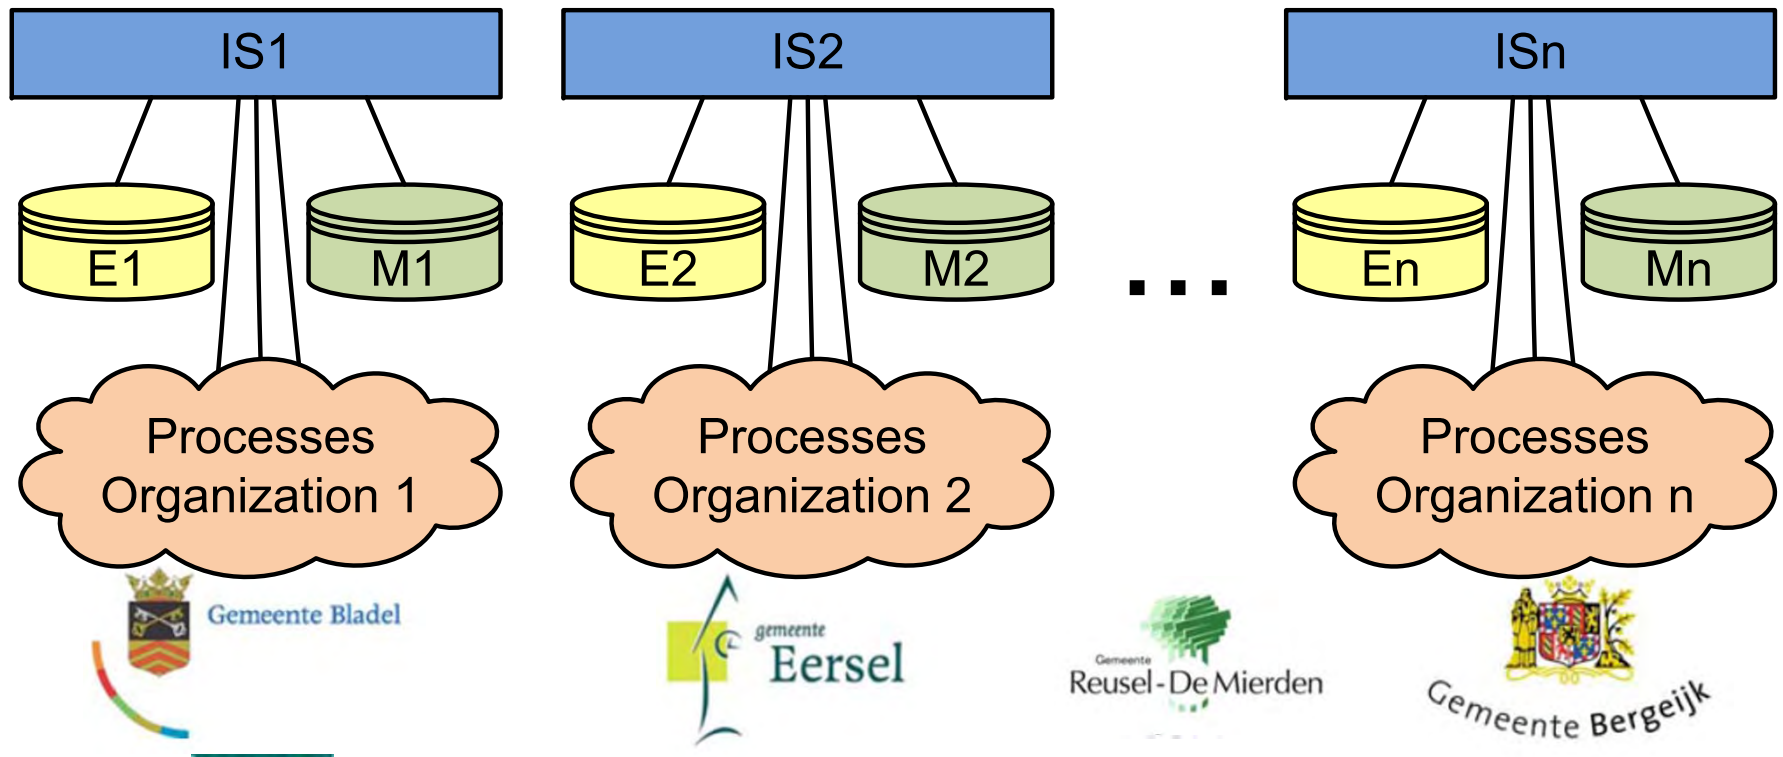 IS1
IS2
ISn
E1
M1
E2
M2
...
En
Mn
Processes
Organization 1
Processes
Organization 2
Processes
Organization n
Gemeente Bladel
gemeente
Eersel
Gemeente
Reusel-De Mierden
Gemeente Bergeijk